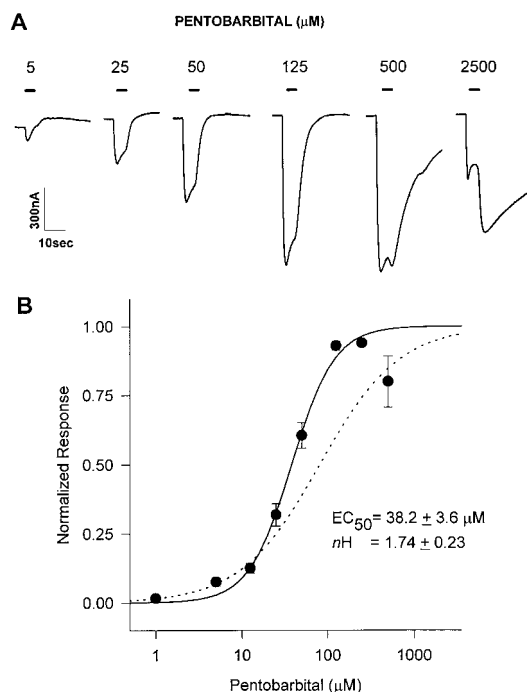 A
PENTOBARBITAL (μM)
5 25 50 125 500 2500
300nA
10sec
B
1.00
0.75
0.50
0.25
0.00
Normalized Response
EC50= 38.2 ± 3.6 μM
nH = 1.74 ± 0.23
1 10 100 1000
Pentobarbital (μM)